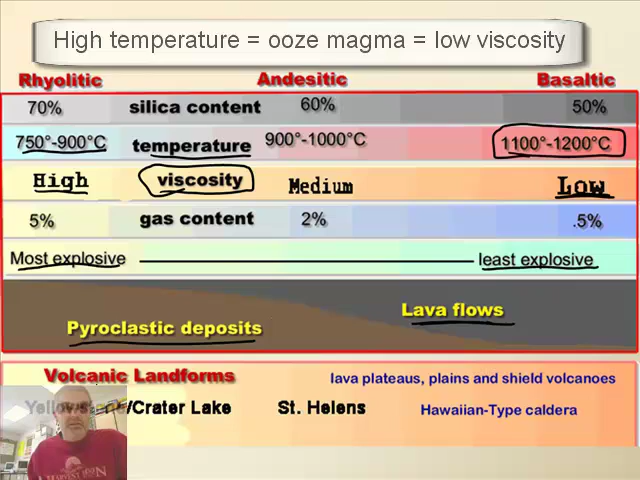 High temperature = ooze magma = low viscosity
Rhyolitic Andesitic Basaltic
70% silica content 60% 50%
750°-900°C temperature 900°-1000°C 1100°-1200°C
High viscosity Medium Low
5% gas content 2% .5%
Most explosive least explosive
Lava flows
Pyroclastic deposits
Volcanic Landforms lava plateaus, plains and shield volcanoes
/Crater Lake St. Helens Hawaiian-Type caldera
HARVEST